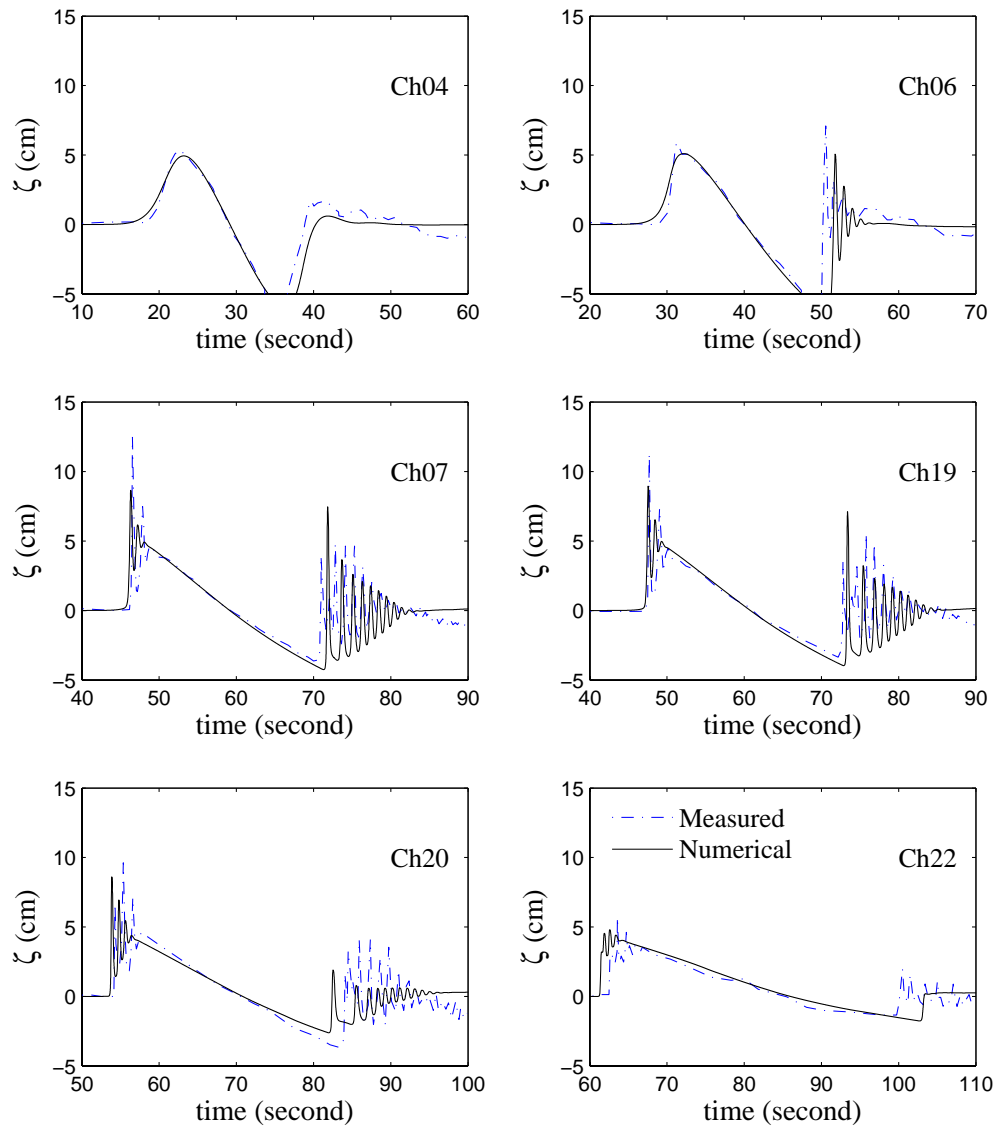 15
10
5
0
−5
ζ (cm)
Ch04
10 20 30 40 50 60
time (second)
15
10
5
0
−5
ζ (cm)
Ch06
20 30 40 50 60 70
time (second)
15
10
5
0
−5
ζ (cm)
Ch07
40 50 60 70 80 90
time (second)
15
10
5
0
−5
ζ (cm)
Ch19
40 50 60 70 80 90
time (second)
15
10
5
0
−5
ζ (cm)
Ch20
50 60 70 80 90 100
time (second)
15
10
5
0
−5
ζ (cm)
Measured
Numerical
Ch22
60 70 80 90 100 110
time (second)